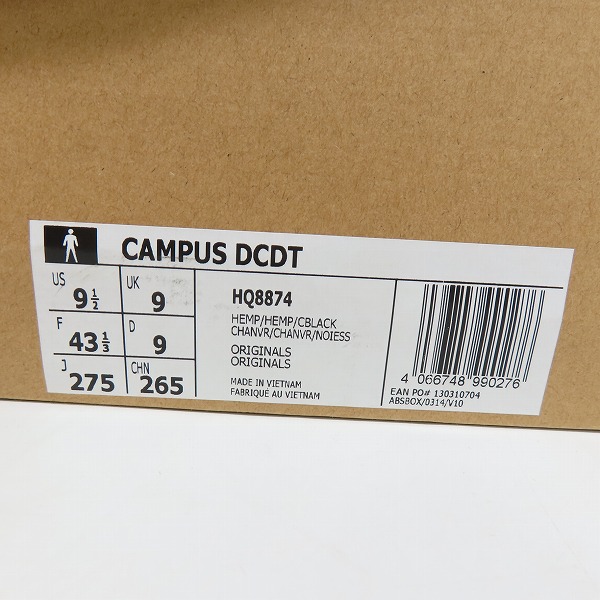 CAMPUS DCDT
US 9 1/2 UK 9
F 43 1/3 D 9
J 275 CHN 265
HQ8874
HEMP/HEMP/CBLACK
CHANVR/CHANVR/NOIESS
ORIGINALS
ORIGINALS
MADE IN VIETNAM
FABRIQUÉ AU VIETNAM
4 066748 990276
EAN PO# 130310704
ABSBOX/0314/V10